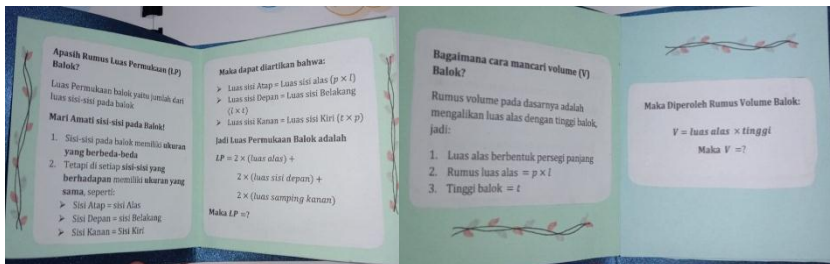 Apasih Rumus Luas Permukaan (LP)
Balok?
Luas Permukaan balok yaitu jumlah dari
luas sisi-sisi pada balok
Mari Amati sisi-sisi pada Balok!
1. Sisi-sisi pada balok memiliki ukuran
yang berbeda-beda
2. Tetapi di setiap sisi-sisi yang
berhadapan memiliki ukuran yang
sama, seperti:
➤ Sisi Atap = sisi Alas
➤ Sisi Depan = sisi Belakang
➤ Sisi Kanan = Sisi Kiri
Maka dapat diartikan bahwa:
➤ Luas sisi Atap = Luas sisi alas (p × l)
➤ Luas sisi Depan = Luas sisi Belakang
(l × t)
➤ Luas sisi Kanan = Luas sisi Kiri (t × p)
Jadi Luas Permukaan Balok adalah
LP = 2 × (luas alas) +
2 × (luas sisi depan) +
2 × (luas samping kanan)
Maka LP =?
Bagaimana cara mancari volume (V)
Balok?
Rumus volume pada dasarnya adalah
mengalikan luas alas dengan tinggi balok,
jadi:
1. Luas alas berbentuk persegi panjang
2. Rumus luas alas = p × l
3. Tinggi balok = t
Maka Diperoleh Rumus Volume Balok:
V = luas alas × tinggi
Maka V =?